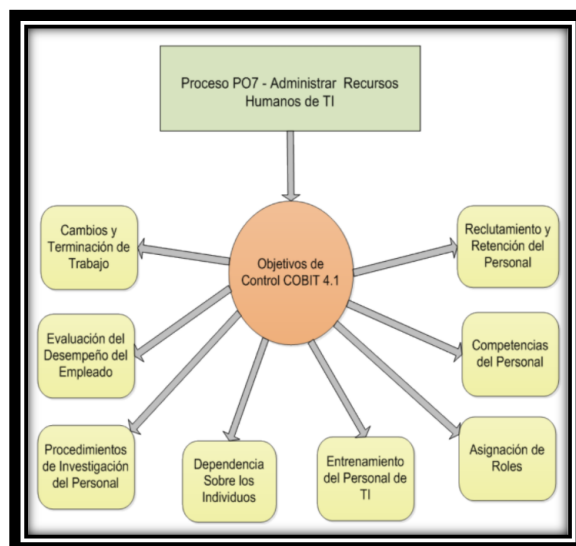 Proceso PO7 - Administrar Recursos
Humanos de TI
Objetivos de
Control COBIT 4.1
Cambios y
Terminación de
Trabajo
Reclutamiento y
Retención del
Personal
Evaluación del
Desempeño del
Empleado
Competencias
del Personal
Procedimientos
de Investigación
del Personal
Dependencia
Sobre los
Individuos
Entrenamiento
del Personal de
TI
Asignación de
Roles